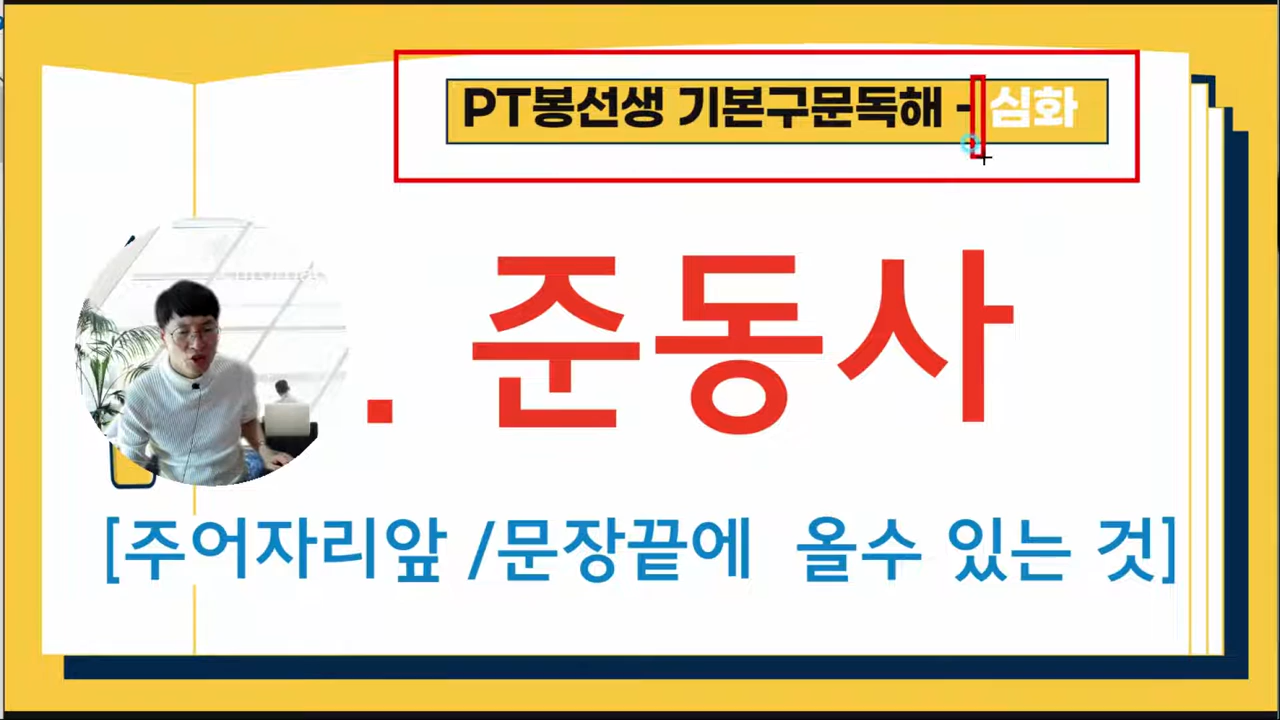 PT봉선생 기본구문독해 - 심화
. 준동사
[주어자리앞 /문장끝에 올수 있는 것]